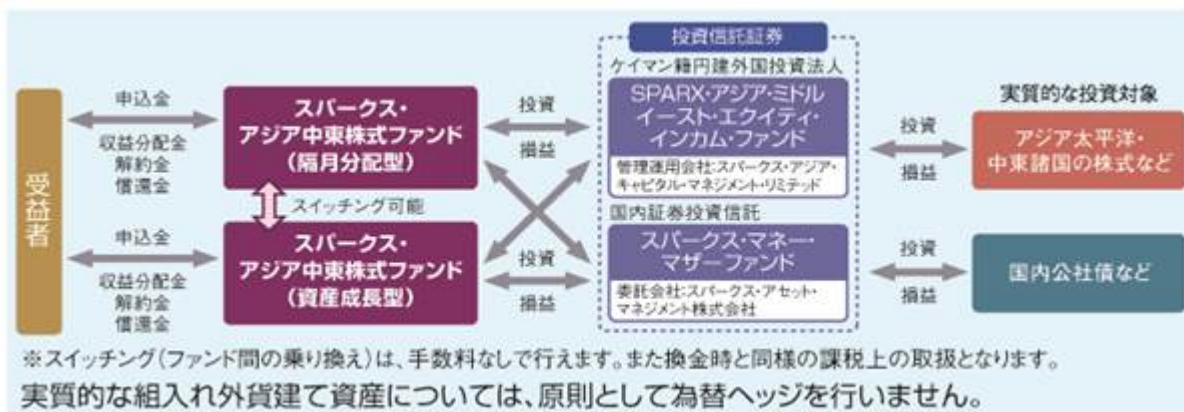 投資信託証券
ケイマン籍円建外国投資法人
受益者
申込金
収益分配金
解約金
償還金
スパークス・
アジア中東株式ファンド
(隔月分配型)
投資
損益
SPARX・アジア・ミドル
イースト・エクイティ・
インカム・ファンド
管理運用会社:スパークス・アジア・
キャピタル・マネジメント・リミテッド
投資
損益
実質的な投資対象
アジア太平洋・
中東諸国の株式など
スイッチング可能
国内証券投資信託
申込金
収益分配金
解約金
償還金
スパークス・
アジア中東株式ファンド
(資産成長型)
投資
損益
スパークス・マネー・
マザーファンド
委託会社:スパークス・アセット・
マネジメント株式会社
投資
損益
国内公社債など
※スイッチング(ファンド間の乗り換え)は、手数料なしで行えます。また換金時と同様の課税上の取扱となります。
実質的な組入れ外貨建て資産については、原則として為替ヘッジを行いません。